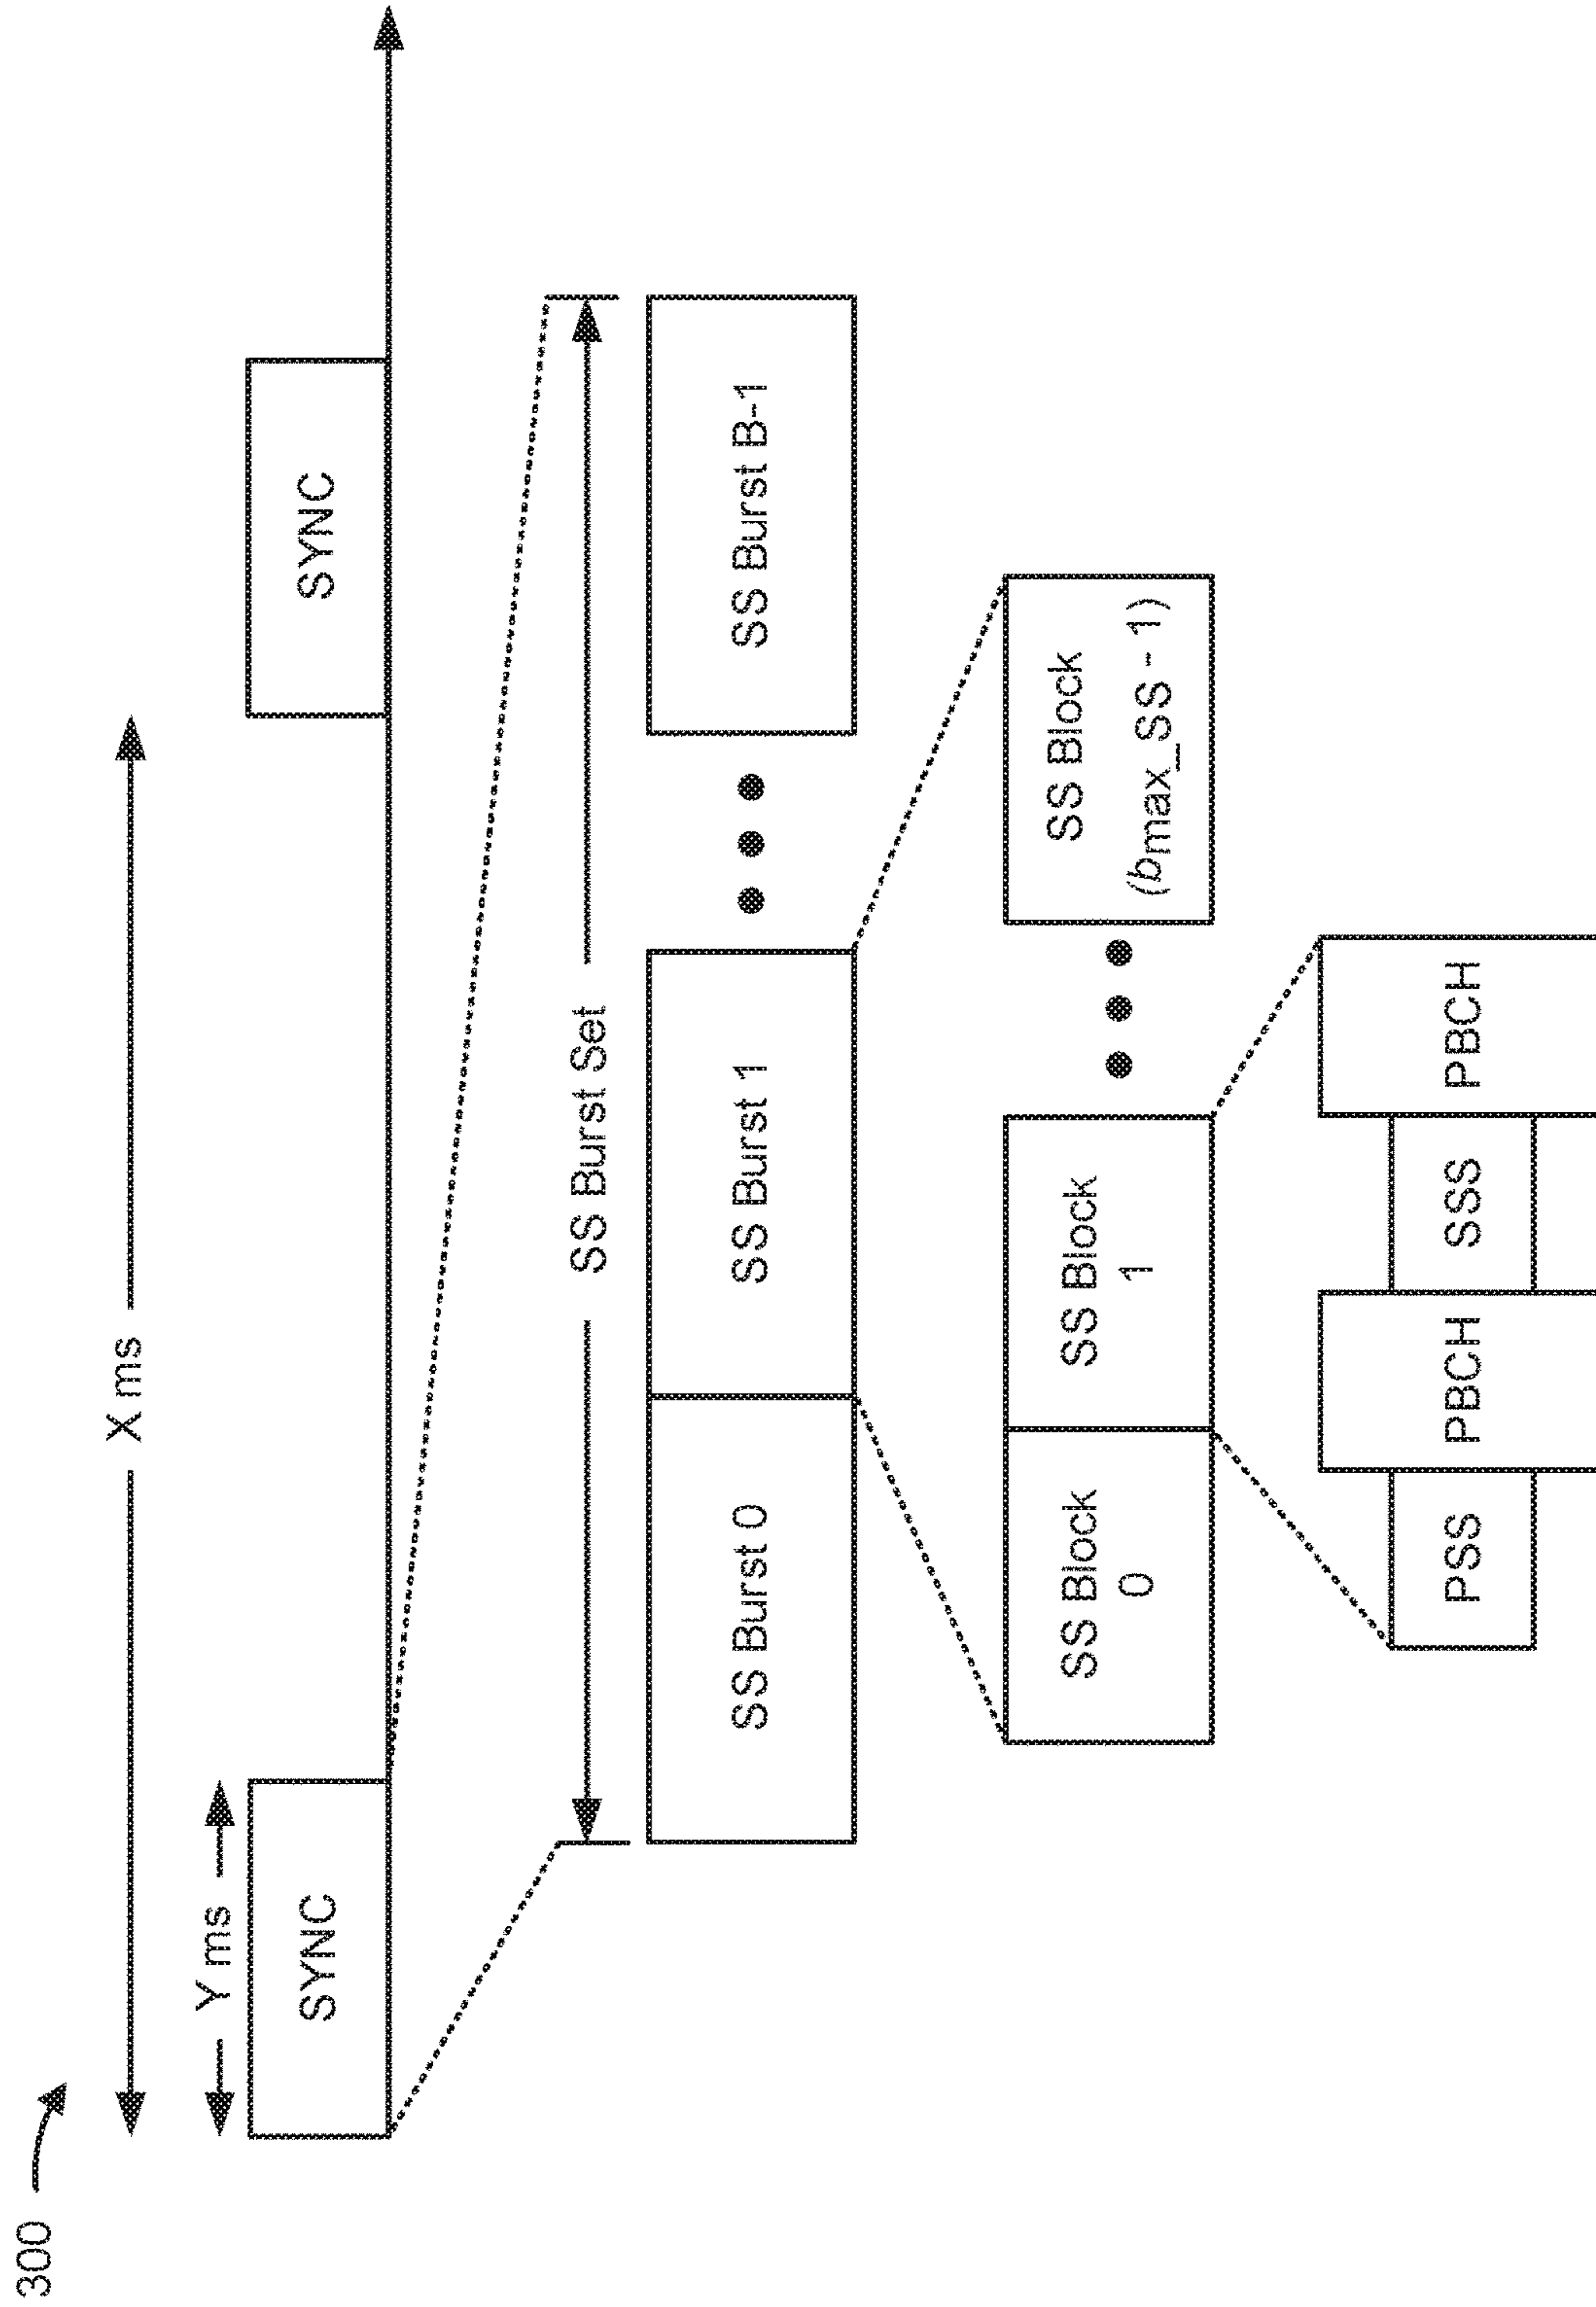 300
X ms
Y ms
SYNC
SYNC
SS Burst Set
SS Burst 0
SS Burst 1
SS Burst B-1
SS Block
0
SS Block
1
SS Block
(bmax_SS - 1)
PSS
PBCH
SSS
PBCH